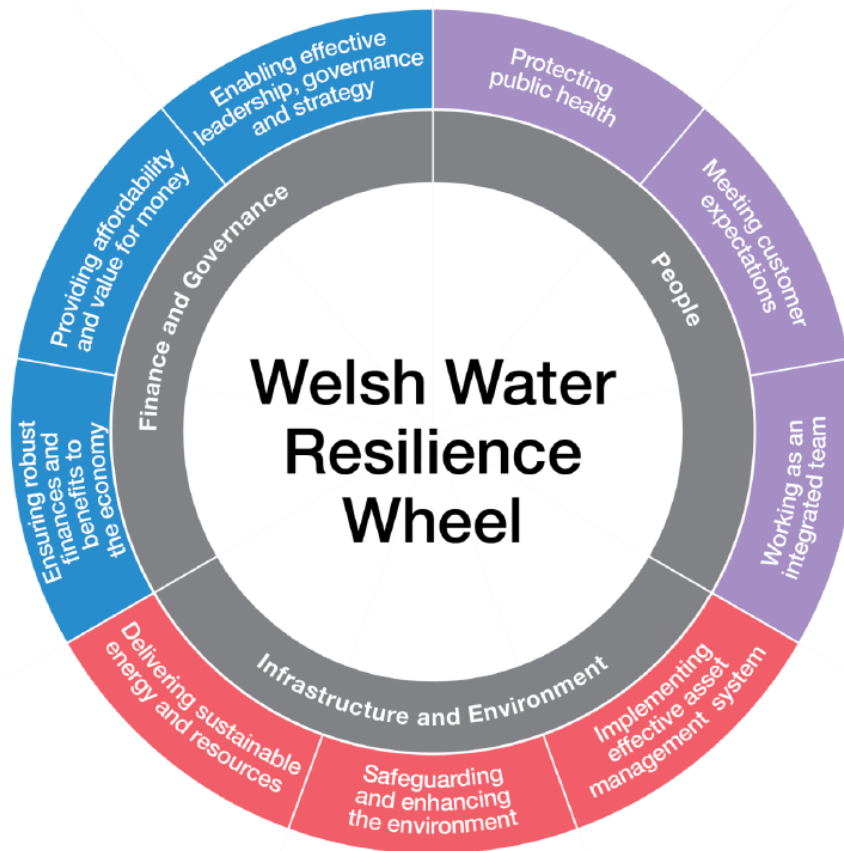 Welsh Water
Resilience
Wheel
People
Protecting
public health
Meeting customer
expectations
Working as an
integrated team
Infrastructure and Environment
Implementing
effective asset
management system
Safeguarding
and enhancing
the environment
Delivering sustainable
energy and resources
Finance and Governance
Ensuring robust
finances and
benefits to
the economy
Providing affordability
and value for money
Enabling effective
leadership, governance
and strategy